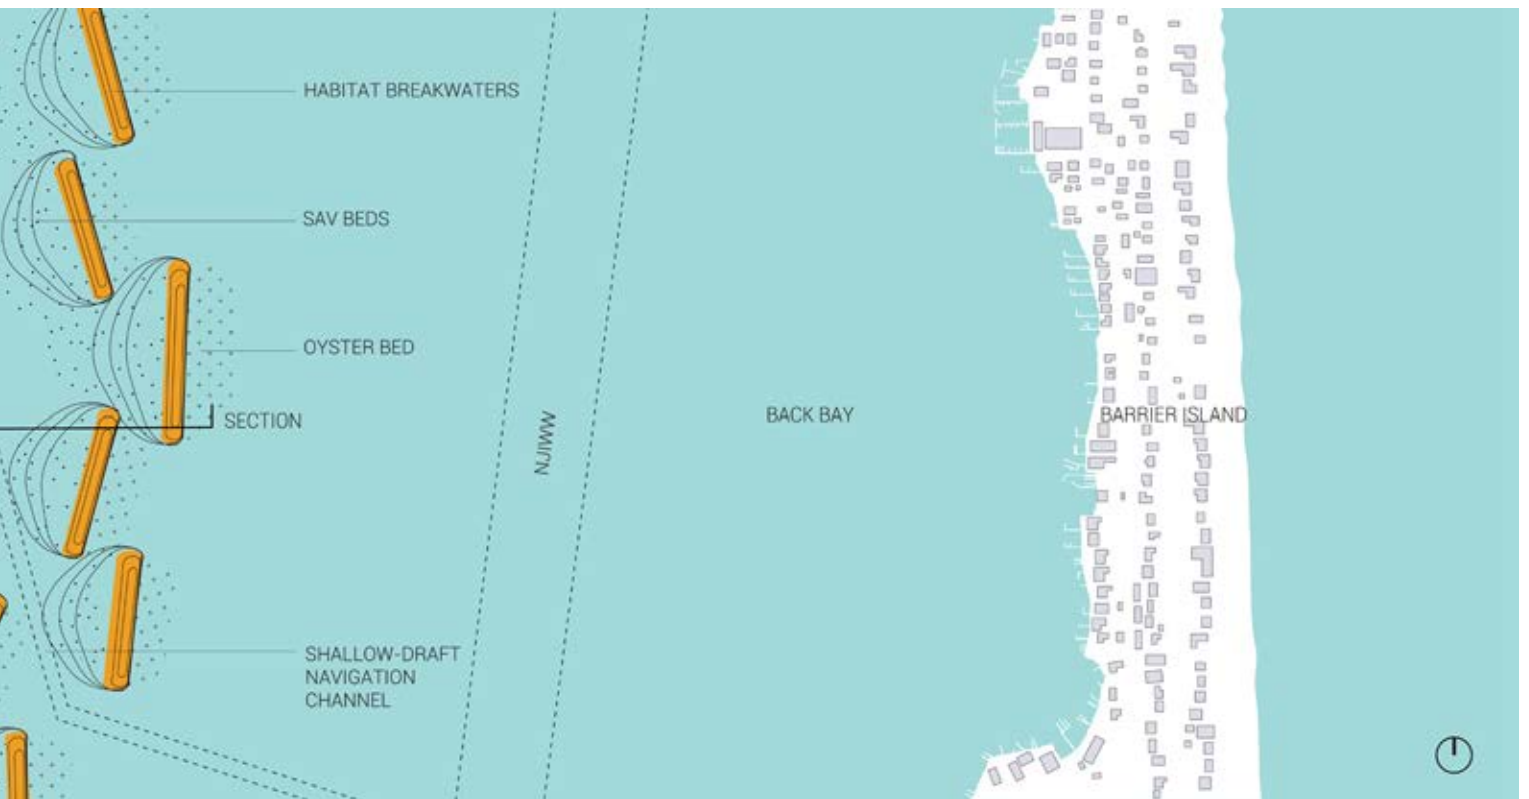 HABITAT BREAKWATERS
SAV BEDS
OYSTER BED
SECTION
NJIWW
BACK BAY
BARRIER ISLAND
SHALLOW-DRAFT
NAVIGATION
CHANNEL